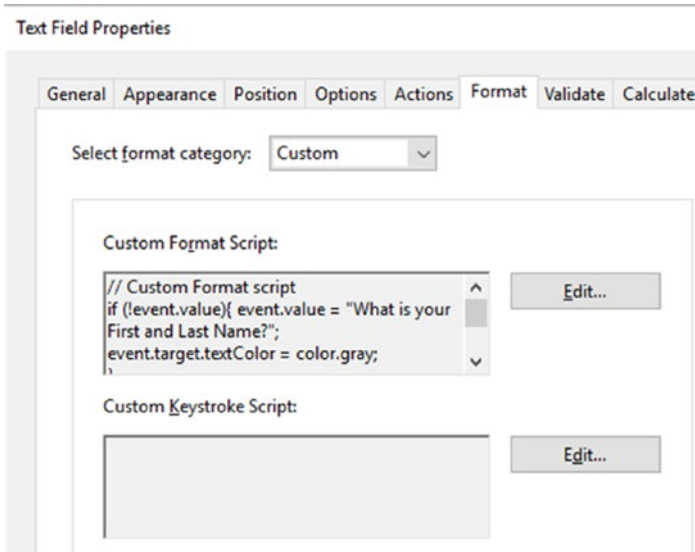 Text Field Properties
General Appearance Position Options Actions Format Validate Calculate
Select format category: Custom
Custom Format Script:
// Custom Format script
if (!event.value){ event.value = "What is your
First and Last Name?";
event.target.textColor = color.gray;
}
Edit...
Custom Keystroke Script:
Edit...